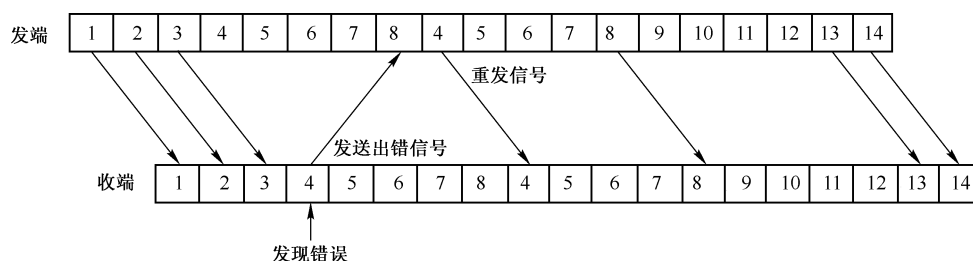 发端 1 2 3 4 5 6 7 8 4 5 6 7 8 9 10 11 12 13 14
重发信号
发送出错信号
收端 1 2 3 4 5 6 7 8 4 5 6 7 8 9 10 11 12 13 14
发现错误